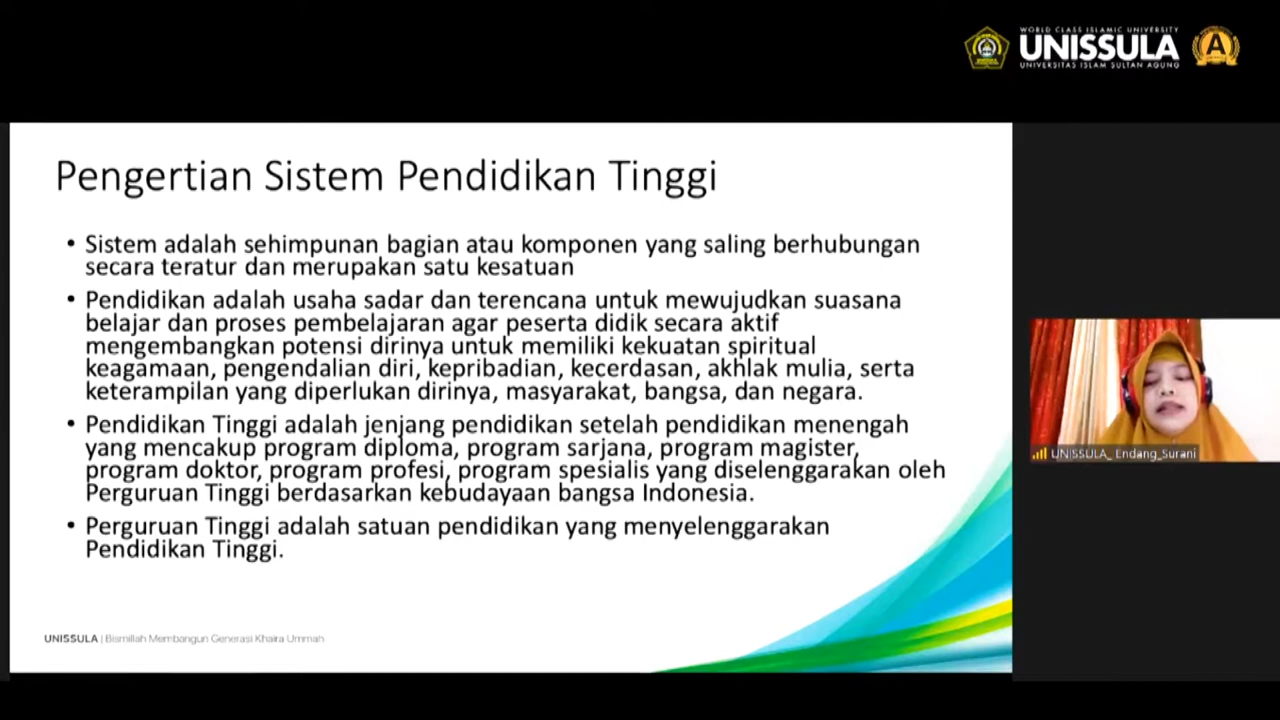 WORLD CLASS ISLAMIC UNIVERSITY
UNISSULA
UNIVERSITAS ISLAM SULTAN AGUNG
A
Pengertian Sistem Pendidikan Tinggi
• Sistem adalah sehimpunan bagian atau komponen yang saling berhubungan
secara teratur dan merupakan satu kesatuan
• Pendidikan adalah usaha sadar dan terencana untuk mewujudkan suasana
belajar dan proses pembelajaran agar peserta didik secara aktif
mengembangkan potensi dirinya untuk memiliki kekuatan spiritual
keagamaan, pengendalian diri, kepribadian, kecerdasan, akhlak mulia, serta
keterampilan yang diperlukan dirinya, masyarakat, bangsa, dan negara.
• Pendidikan Tinggi adalah jenjang pendidikan setelah pendidikan menengah
yang mencakup program diploma, program sarjana, program magister,
program doktor, program profesi, program spesialis yang diselenggarakan oleh
Perguruan Tinggi berdasarkan kebudayaan bangsa Indonesia.
• Perguruan Tinggi adalah satuan pendidikan yang menyelenggarakan
Pendidikan Tinggi.
UNISSULA_ Endang_Surani
UNISSULA | Bismillah Membangun Generasi Khaira Ummah